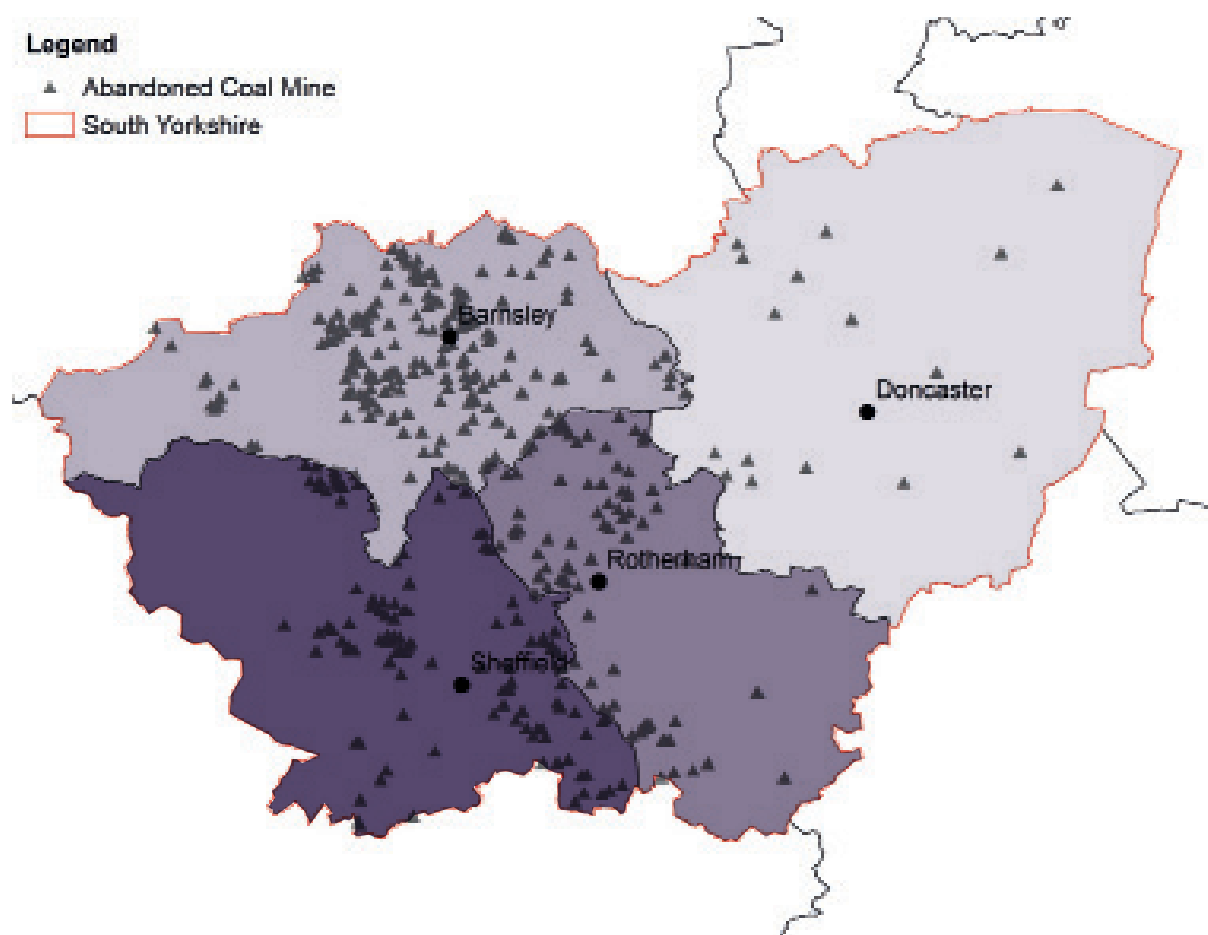 Legend
Abandoned Coal Mine
South Yorkshire
Barnsley
Doncaster
Rotherham
Sheffield